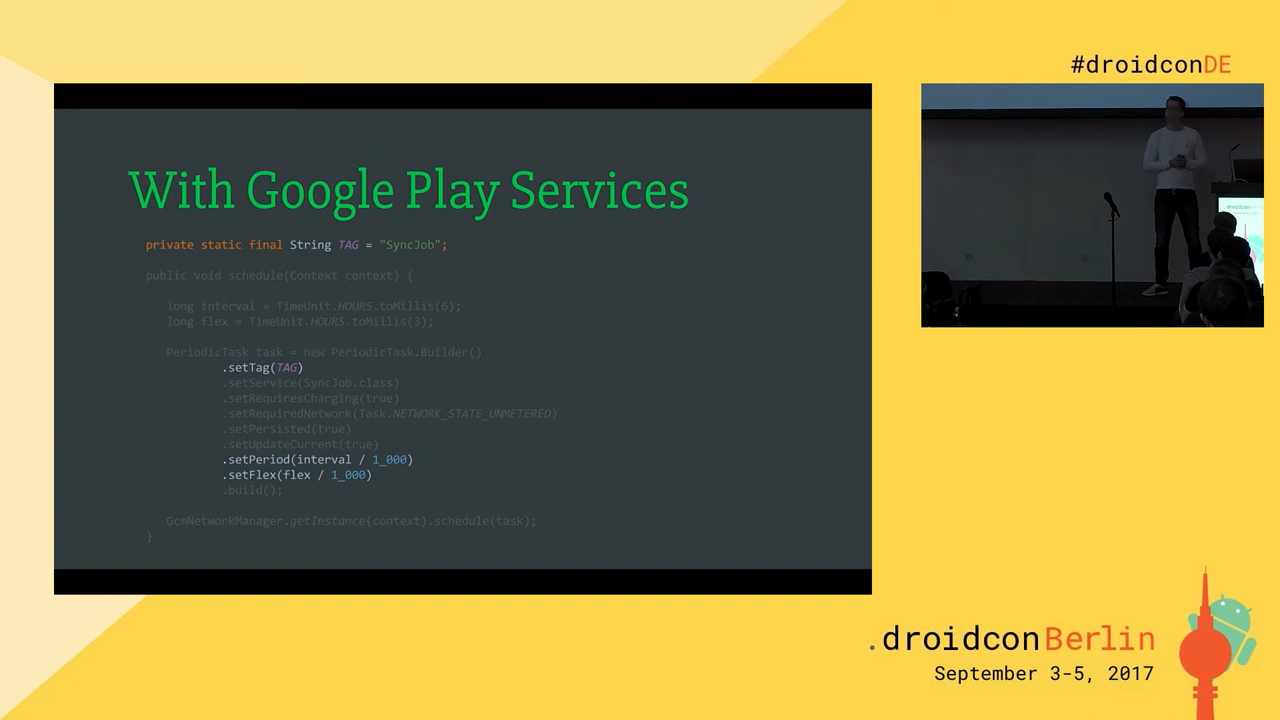 #droidconDE
With Google Play Services
private static final String TAG = "SyncJob";
public void schedule(Context context) {
long interval = TimeUnit.HOURS.toMillis(6);
long flex = TimeUnit.HOURS.toMillis(3);
PeriodicTask task = new PeriodicTask.Builder()
.setTag(TAG)
.setService(SyncJob.class)
.setRequiresCharging(true)
.setRequiredNetwork(Task.NETWORK_STATE_UNMETERED)
.setPersisted(true)
.setUpdateCurrent(true)
.setPeriod(interval / 1_000)
.setFlex(flex / 1_000)
.build();
GcmNetworkManager.getInstance(context).schedule(task);
}
.droidconBerlin
September 3-5, 2017